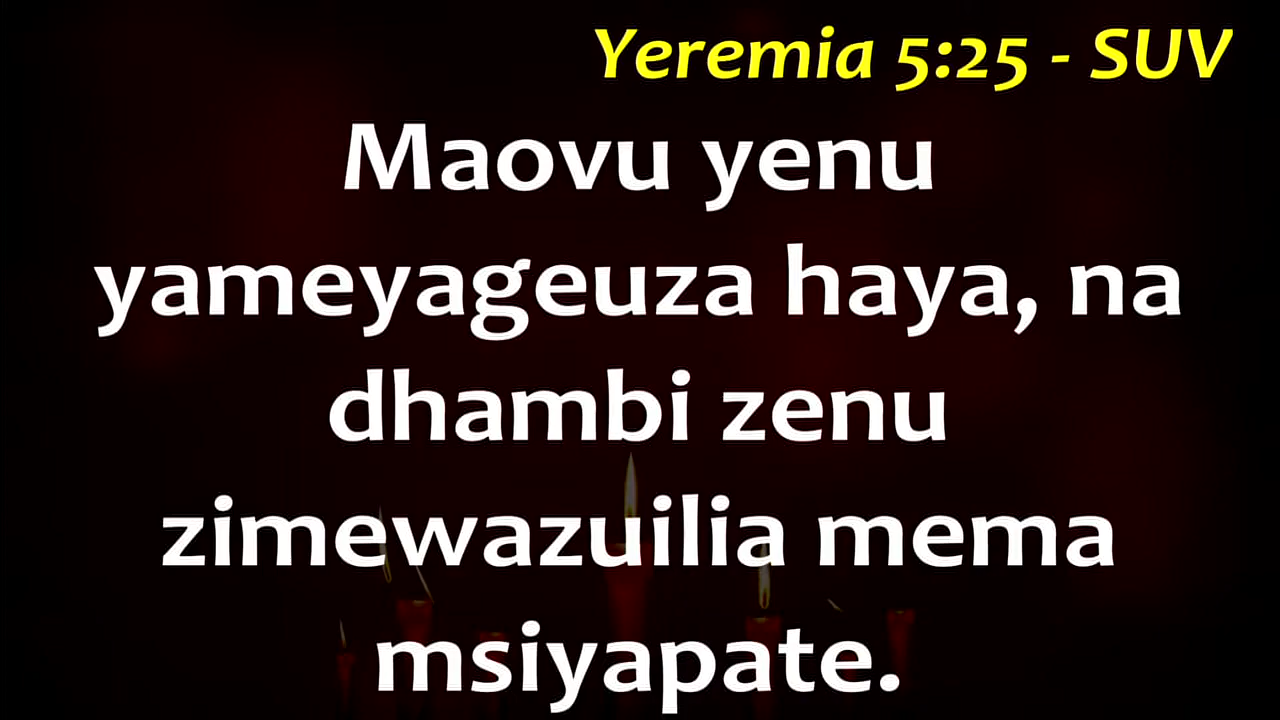 Yeremia 5:25 - SUV
Maovu yenu
yameyageuza haya, na
dhambi zenu
zimewazuilia mema
msiyapate.